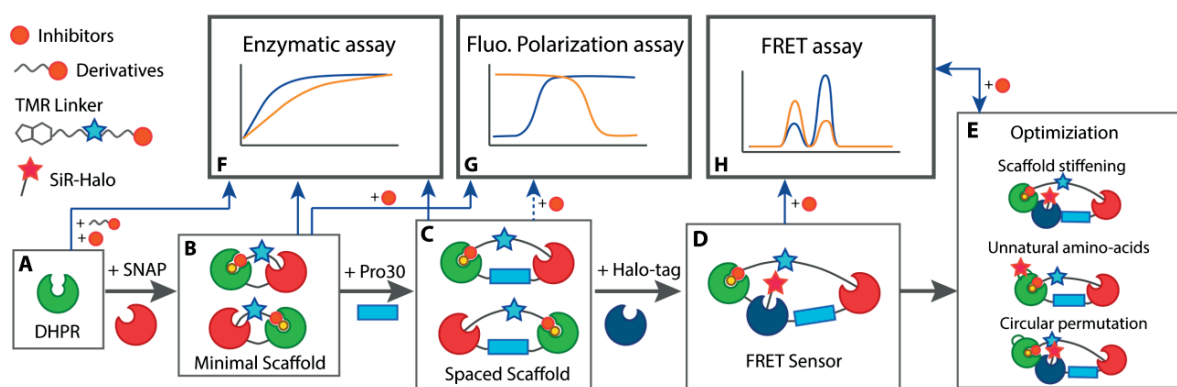 Inhibitors
Derivatives
TMR Linker
SiR-Halo
Enzymatic assay
F
Fluo. Polarization assay
G
FRET assay
H
+
E
Optimiziation
Scaffold stiffening
Unnatural amino-acids
Circular permutation
+
+
A
DHPR
+ SNAP
B
+
Minimal Scaffold
+ Pro30
C
+
Spaced Scaffold
+ Halo-tag
D
+
FRET Sensor